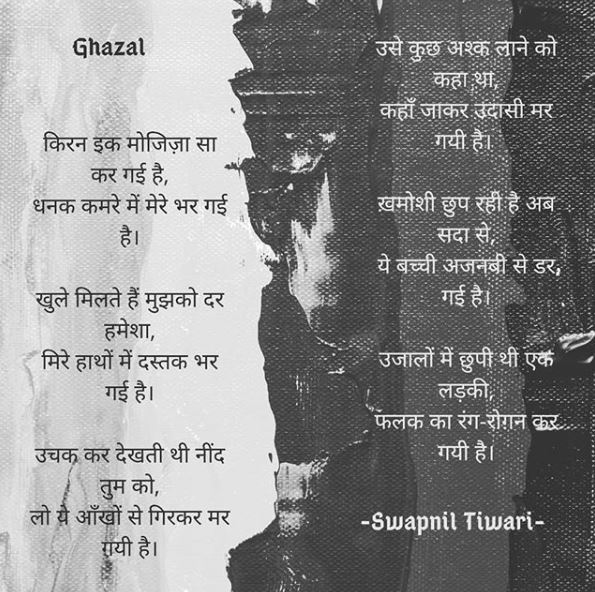 Ghazal
किरन इक मोजिज़ा सा
कर गई है,
धनक कमरे में मेरे भर गई
है।
खुले मिलते हैं मुझको दर
हमेशा,
मिरे हाथों में दस्तक भर
गई है।
उचक कर देखती थी नींद
तुम को,
लो ये आँखों से गिरकर मर
गयी है।
उसे कुछ अश्क लाने को
कहा था,
कहाँ जाकर उदासी मर
गयी है।
ख़मोशी छुप रही है अब
सदा से,
ये बच्ची अजनबी से डर,
गई है।
उजालों में छुपी थी एक
लड़की,
फलक का रंग-रोग़न कर
गयी है।
-Swapnil Tiwari-